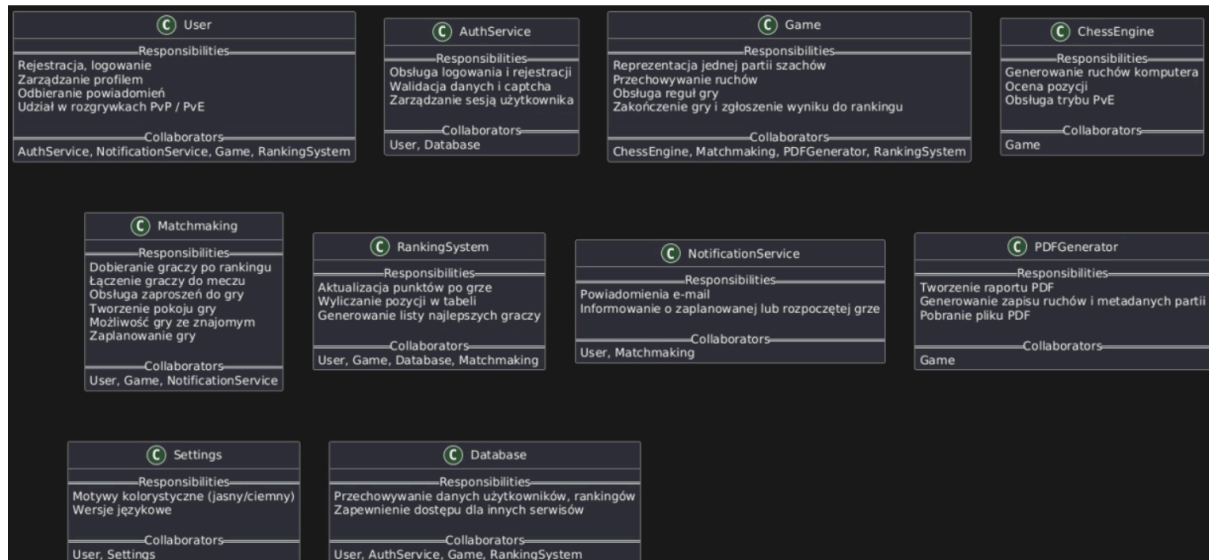 C User
Responsibilities
Rejestracja, logowanie
Zarządzanie profilem
Odbieranie powiadomień
Udział w rozgrywkach PvP / PvE
Collaborators
AuthService, NotificationService, Game, RankingSystem
C AuthService
Responsibilities
Obsługa logowania i rejestracji
Walidacja danych i captcha
Zarządzanie sesją użytkownika
Collaborators
User, Database
C Game
Responsibilities
Reprezentacja jednej partii szachów
Przechowywanie ruchów
Obsługa reguł gry
Zakończenie gry i zgłoszenie wyniku do rankingu
Collaborators
ChessEngine, Matchmaking, PDFGenerator, RankingSystem
C ChessEngine
Responsibilities
Generowanie ruchów komputera
Ocena pozycji
Obsługa trybu PvE
Collaborators
Game
C Matchmaking
Responsibilities
Dobieranie graczy po rankingu
Łączenie graczy do meczu
Obsługa zaproszeń do gry
Tworzenie pokoju gry
Możliwość gry ze znajomym
Zaplanowanie gry
Collaborators
User, Game, NotificationService
C RankingSystem
Responsibilities
Aktualizacja punktów po grze
Wyliczanie pozycji w tabeli
Generowanie listy najlepszych graczy
Collaborators
User, Game, Database, Matchmaking
C NotificationService
Responsibilities
Powiadomienia e-mail
Informowanie o zaplanowanej lub rozpoczętej grze
Collaborators
User, Matchmaking
C PDFGenerator
Responsibilities
Tworzenie raportu PDF
Generowanie zapisu ruchów i metadanych partii
Pobranie pliku PDF
Collaborators
Game
C Settings
Responsibilities
Motywy kolorystyczne (jasny/ciemny)
Wersje językowe
Collaborators
User, Settings
C Database
Responsibilities
Przechowywanie danych użytkowników, rankingów
Zapewnienie dostępu dla innych serwisów
Collaborators
User, AuthService, Game, RankingSystem